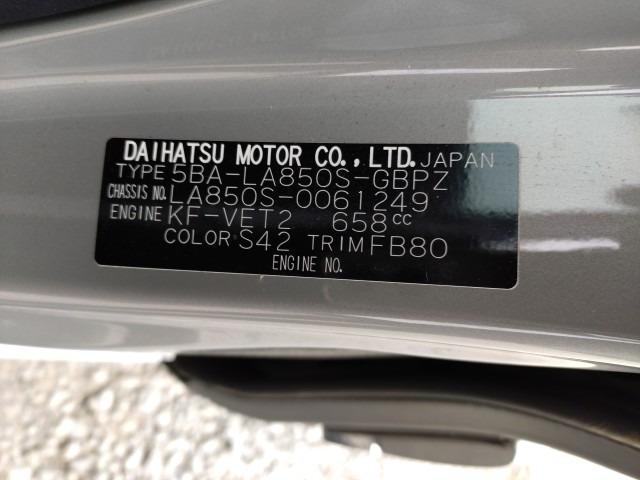 DAIHATSU MOTOR CO., LTD. JAPAN
TYPE 5BA-LA850S-GBPZ
CHASSIS NO. LA850S-0061249
ENGINE KF-VET2 658cc
COLOR S42 TRIM FB80
ENGINE NO.